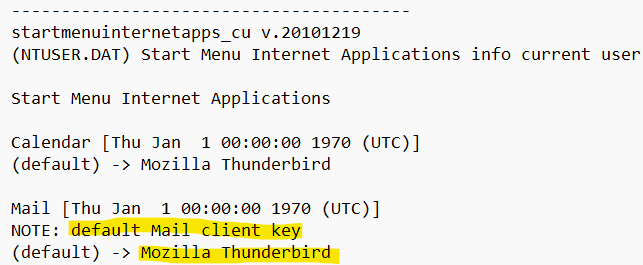 ----------------------------------------
startmenuinternetapps_cu v.20101219
(NTUSER.DAT) Start Menu Internet Applications info current user
Start Menu Internet Applications
Calendar [Thu Jan  1 00:00:00 1970 (UTC)]
(default) -> Mozilla Thunderbird
Mail [Thu Jan  1 00:00:00 1970 (UTC)]
NOTE: default Mail client key
(default) -> Mozilla Thunderbird